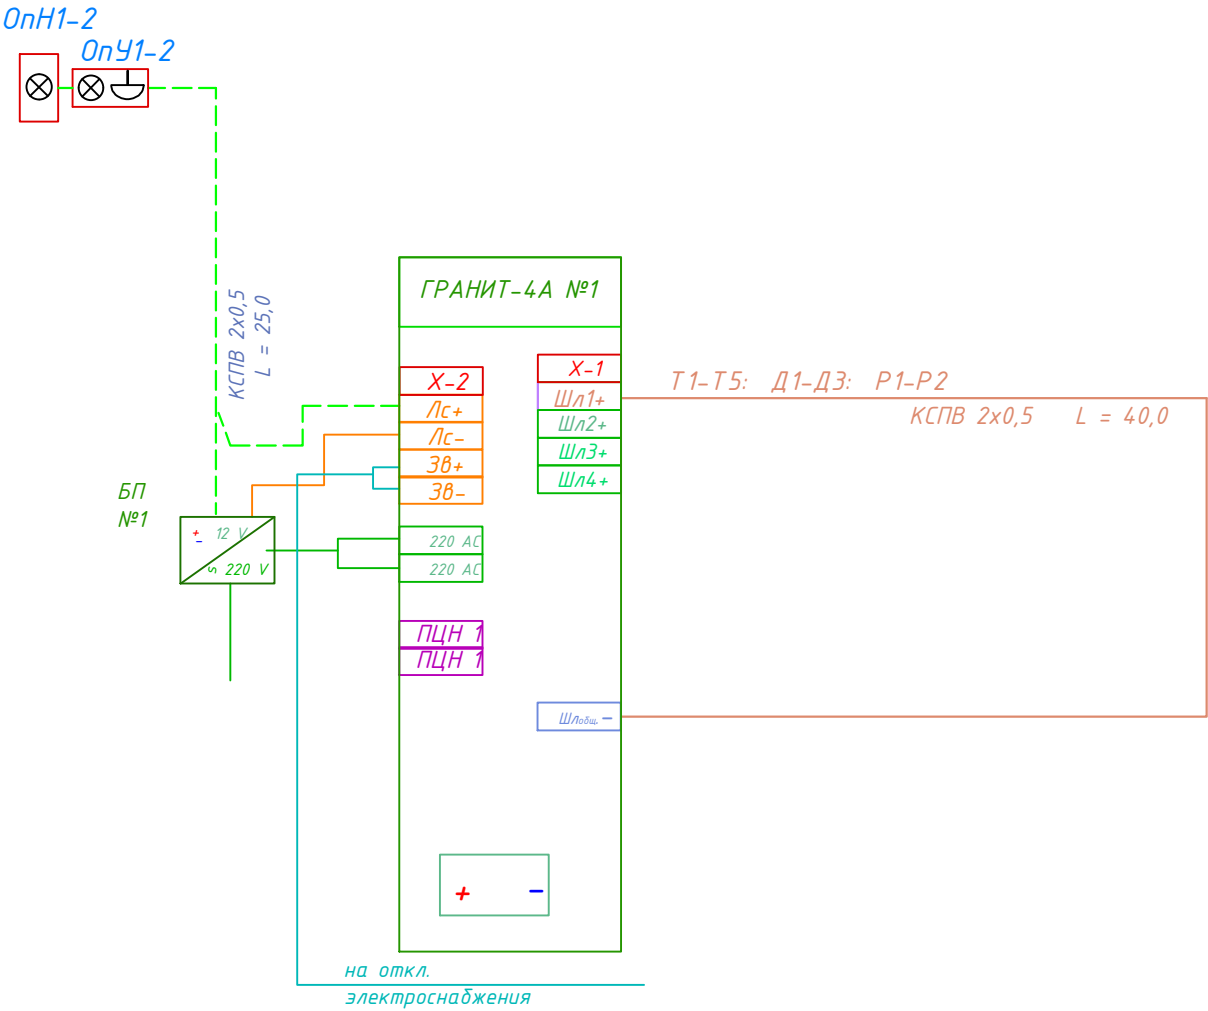 ОпН1-2
ОпУ1-2
КСПВ 2х0,5
L = 25,0
ГРАНИТ-4А №1
Х-2
Лс+
Лс-
Зв+
Зв-
220 АС
220 АС
ПЦН 1
ПЦН 1
Х-1
Шл1+
Шл2+
Шл3+
Шл4+
Шлобщ. -
Т1-Т5: Д1-Д3: Р1-Р2
КСПВ 2х0,5 L = 40,0
БП
№1
+ 12 V
-
s 220 V
+ -
на откл.
электроснабжения